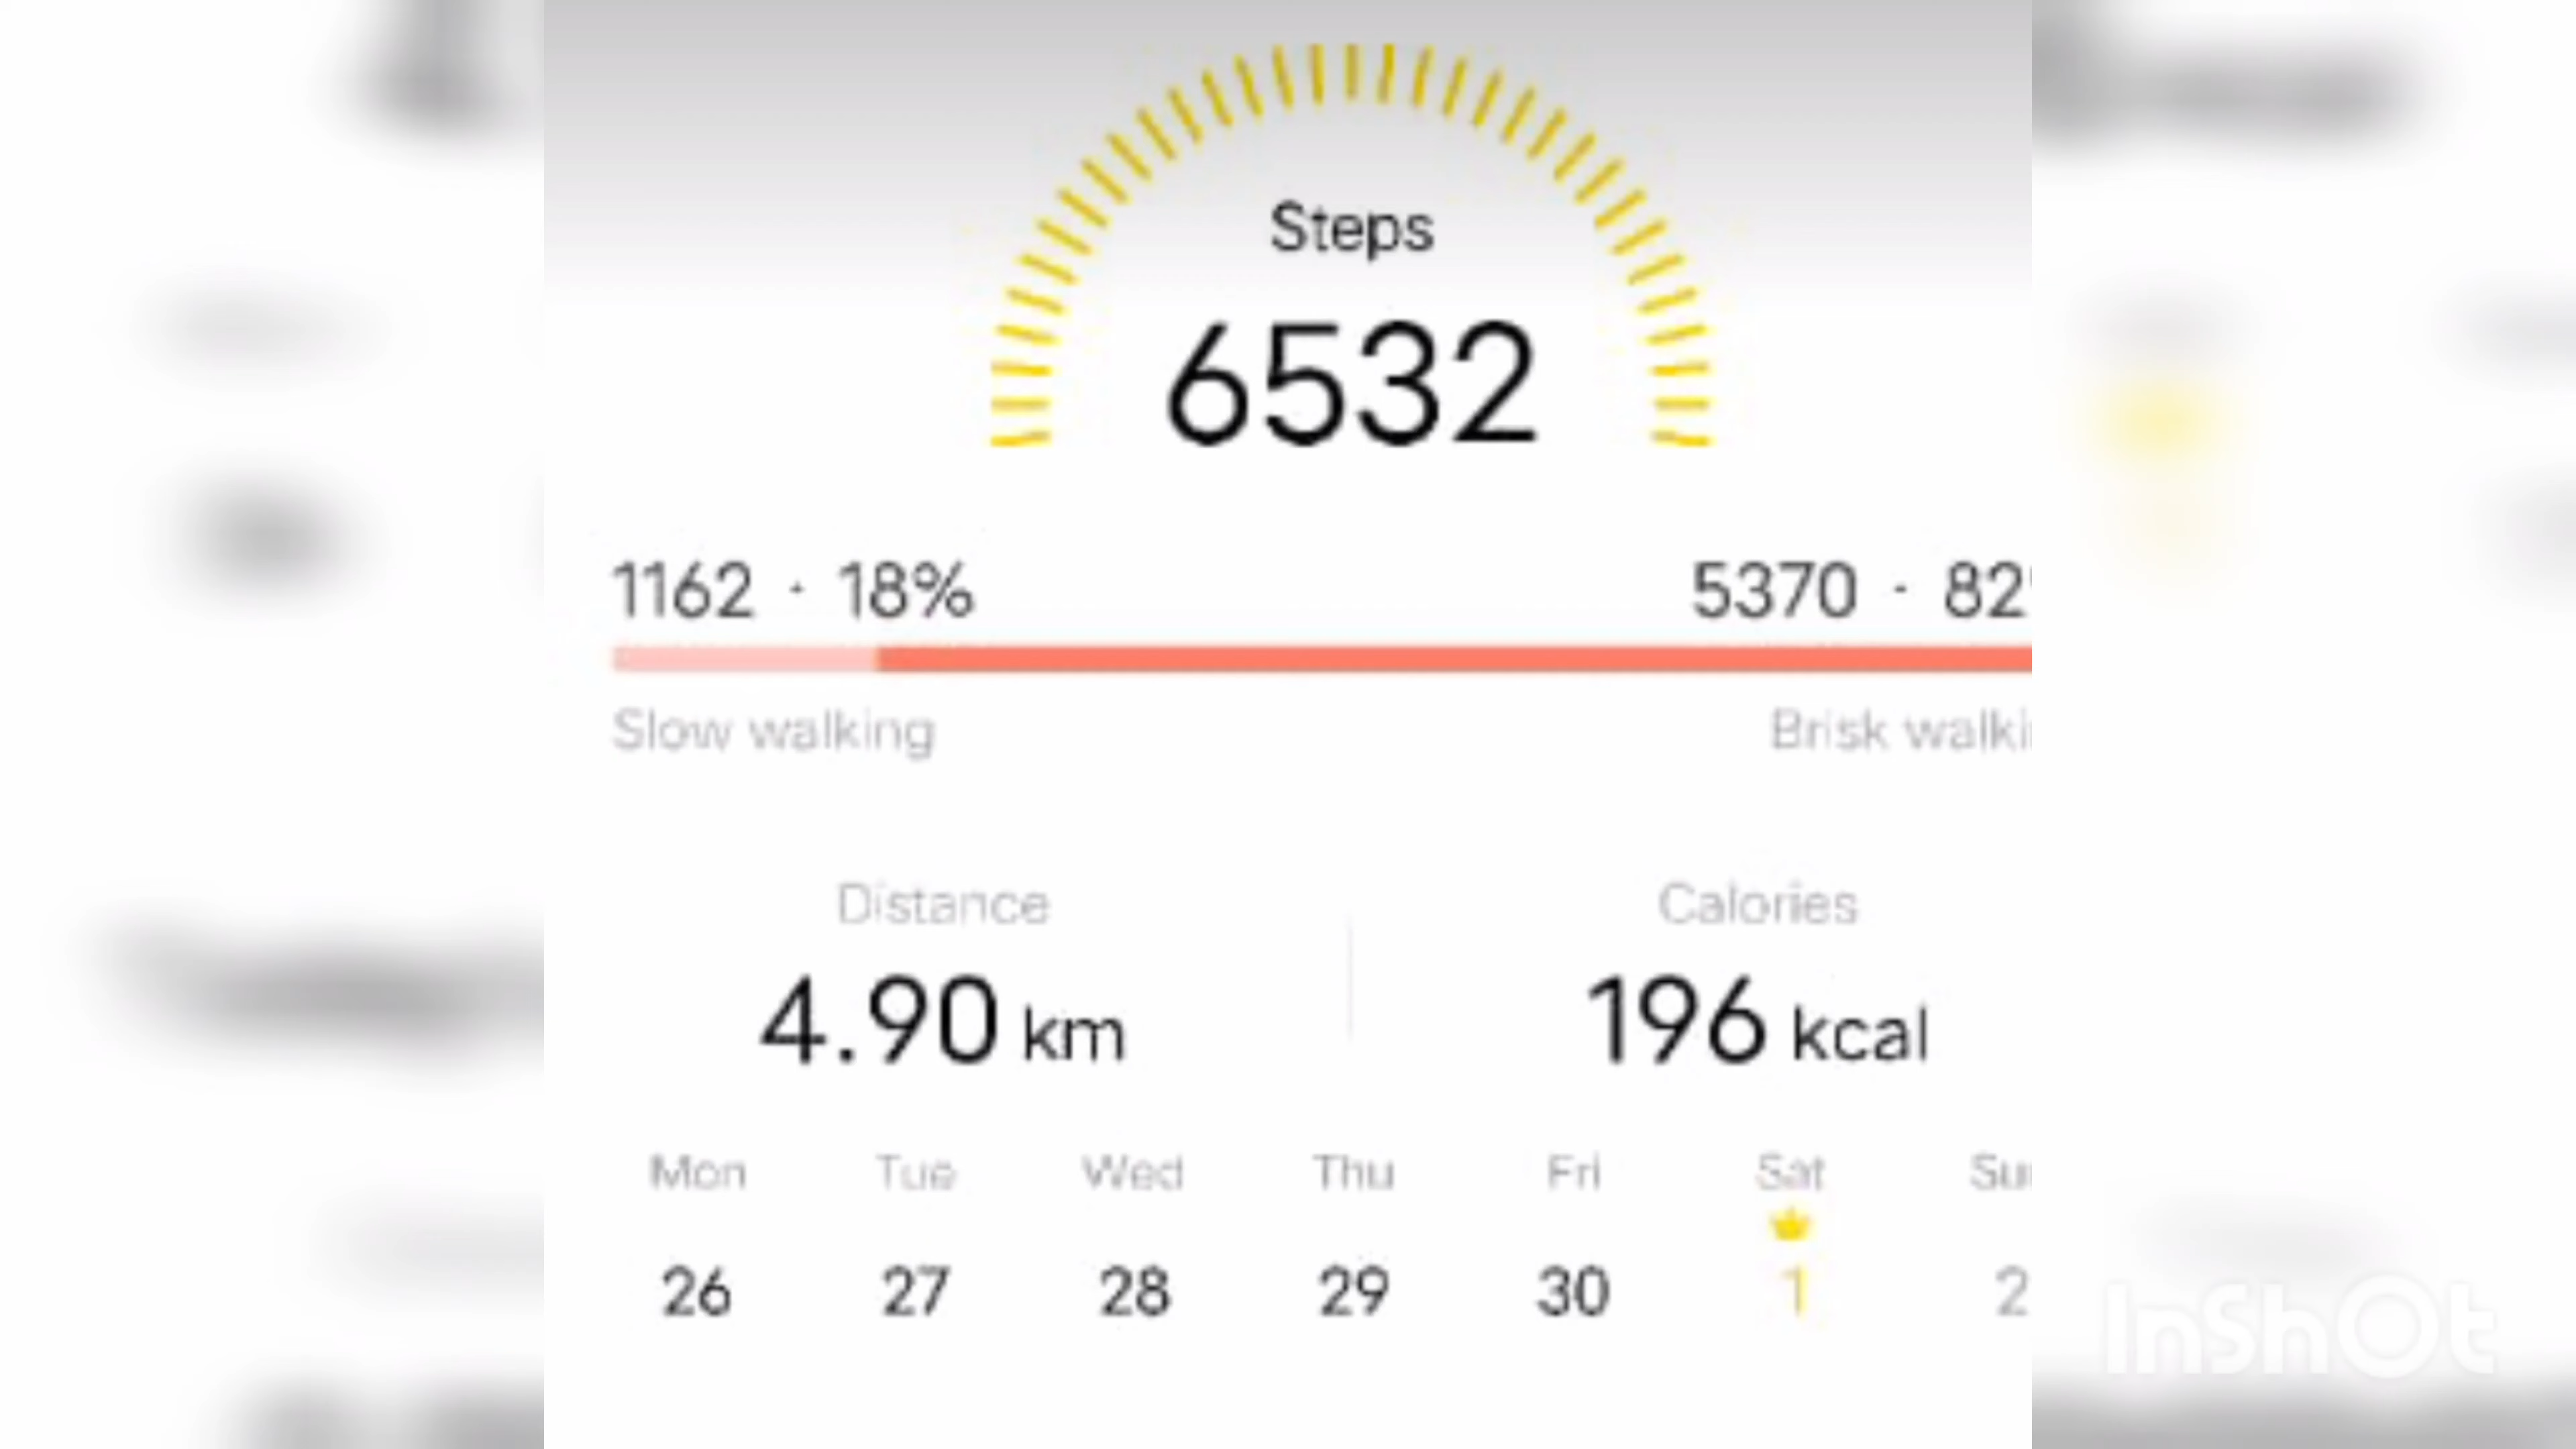 Steps
6532
1162 · 18% 5370 · 82%
Slow walking Brisk walki
Distance Calories
4.90 km 196 kcal
Mon Tue Wed Thu Fri Sat Sun
26 27 28 29 30 1 2
InShOt